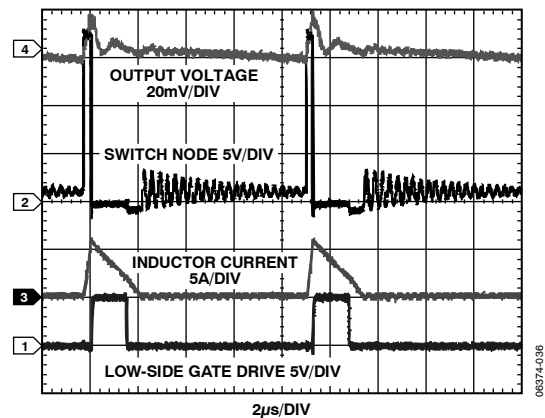 4
OUTPUT VOLTAGE
20mV/DIV
SWITCH NODE 5V/DIV
2
INDUCTOR CURRENT
5A/DIV
3
1
LOW-SIDE GATE DRIVE 5V/DIV
2µs/DIV
06374-036